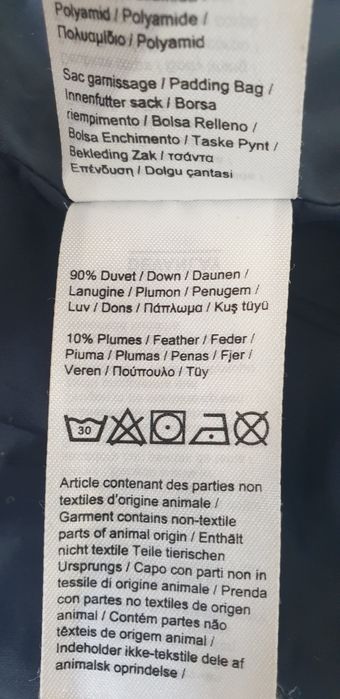 Polyamid / Polyamide /
Πολυαμίδιο / Polyamid
Sac garnissage / Padding Bag /
Innenfutter sack / Borsa
riempimento / Bolsa Relleno /
Bolsa Enchimento / Taske Pynt /
Bekleding Zak / τσάντα
Επένδυση / Dolgu çantasi
90% Duvet / Down / Daunen /
Lanugine / Plumon / Penugem /
Luv / Dons / Πάπλωμα / Kuş tüyü
10% Plumes / Feather / Feder /
Piuma / Plumas / Penas / Fjer /
Veren / Πούπουλο / Tüy
30
Article contenant des parties non
textiles d'origine animale /
Garment contains non-textile
parts of animal origin / Enthält
nicht textile Teile tierischen
Ursprungs / Capo con parti non in
tessile di origine animale / Prenda
con partes no textiles de origen
animal / Contém partes não
têxteis de origem animal /
Indeholder ikke-tekstile dele af
animalsk oprindelse /